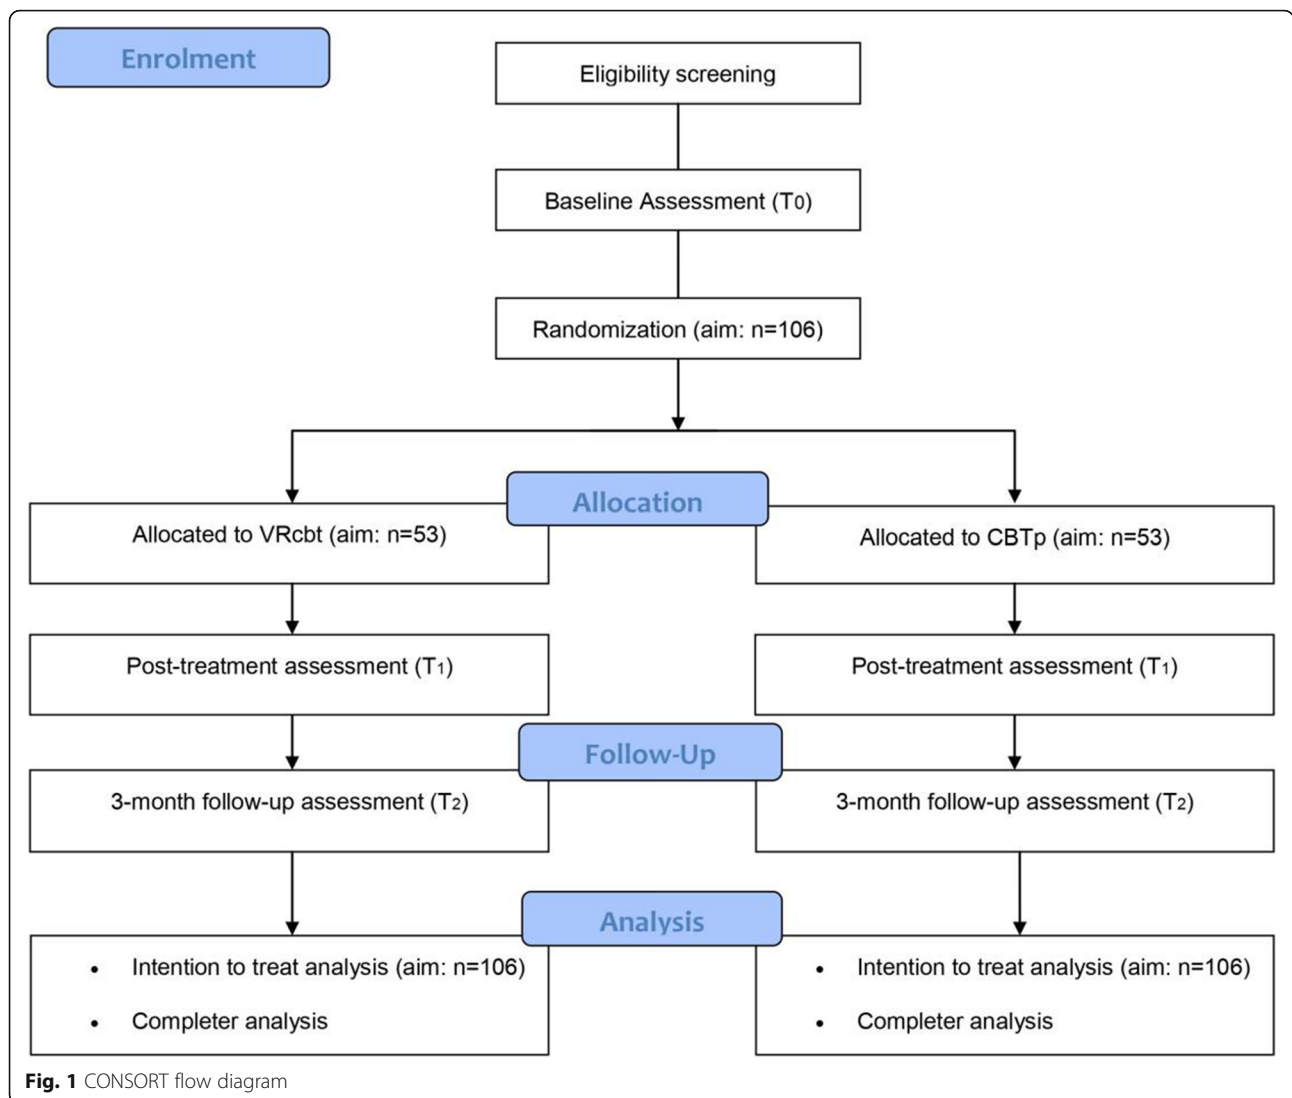 Enrolment
Eligibility screening
Baseline Assessment (T0)
Randomization (aim: n=106)
Allocation
Allocated to VRcbt (aim: n=53)
Allocated to CBTp (aim: n=53)
Post-treatment assessment (T1)
Post-treatment assessment (T1)
Follow-Up
3-month follow-up assessment (T2)
3-month follow-up assessment (T2)
Analysis
• Intention to treat analysis (aim: n=106)
• Completer analysis
• Intention to treat analysis (aim: n=106)
• Completer analysis
Fig. 1 CONSORT flow diagram